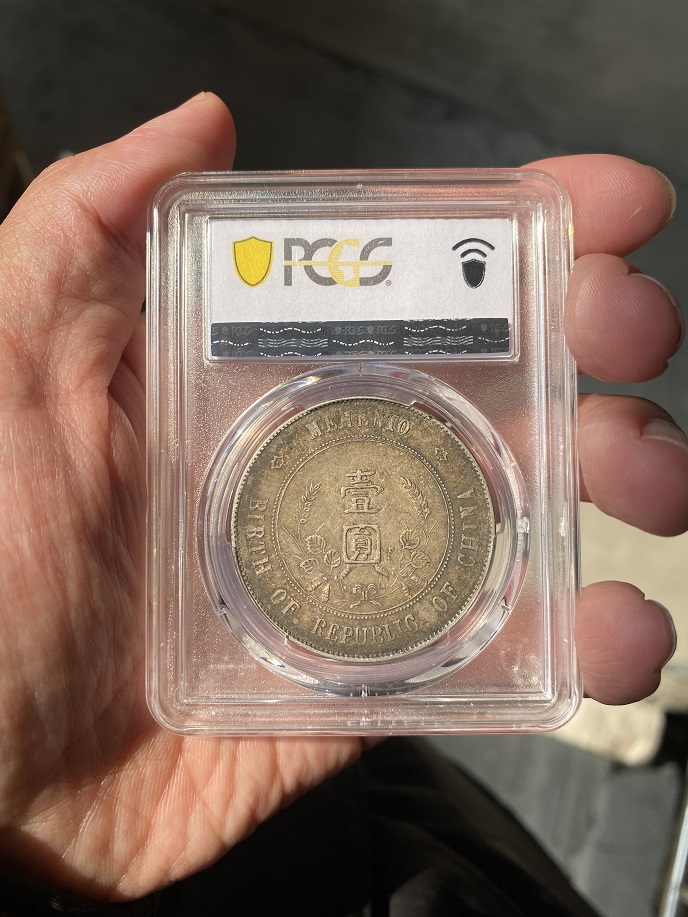 PCGS
MEMENTO
壹
圓
BIRTH OF REPUBLIC OF CHINA